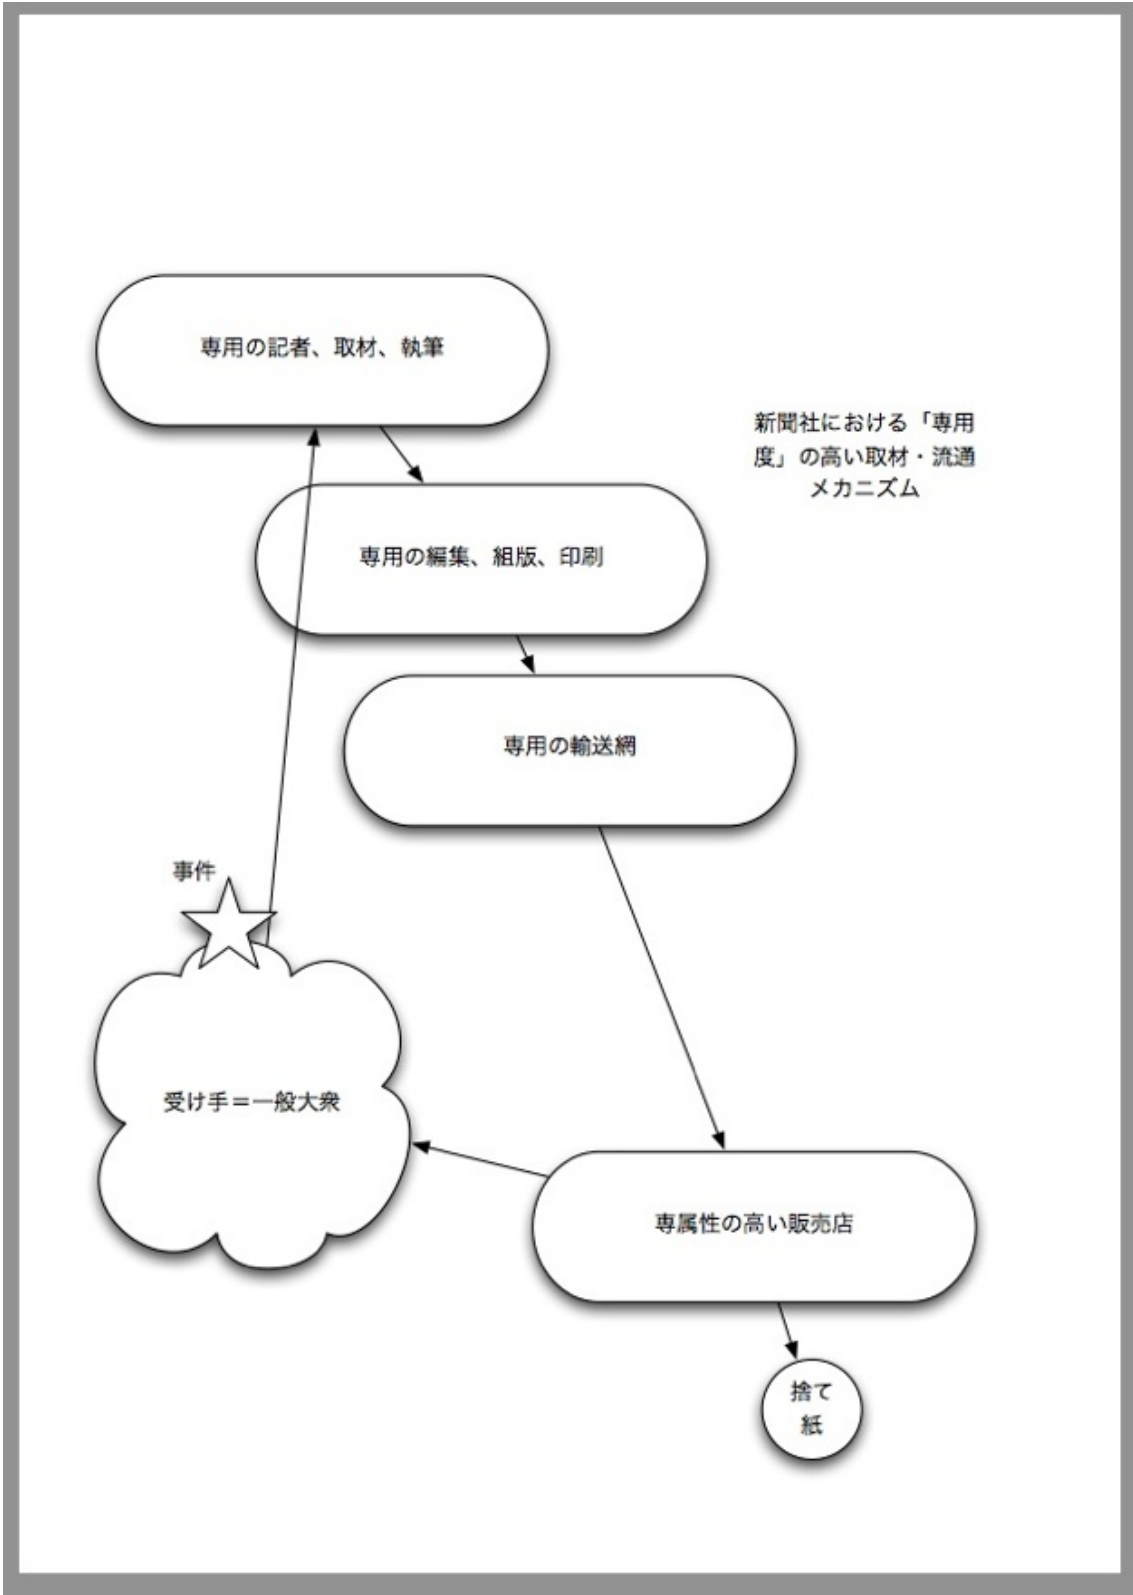 専用の記者、取材、執筆
新聞社における「専用
度」の高い取材・流通
メカニズム
専用の編集、組版、印刷
専用の輸送網
事件
受け手＝一般大衆
専属性の高い販売店
捨て
紙